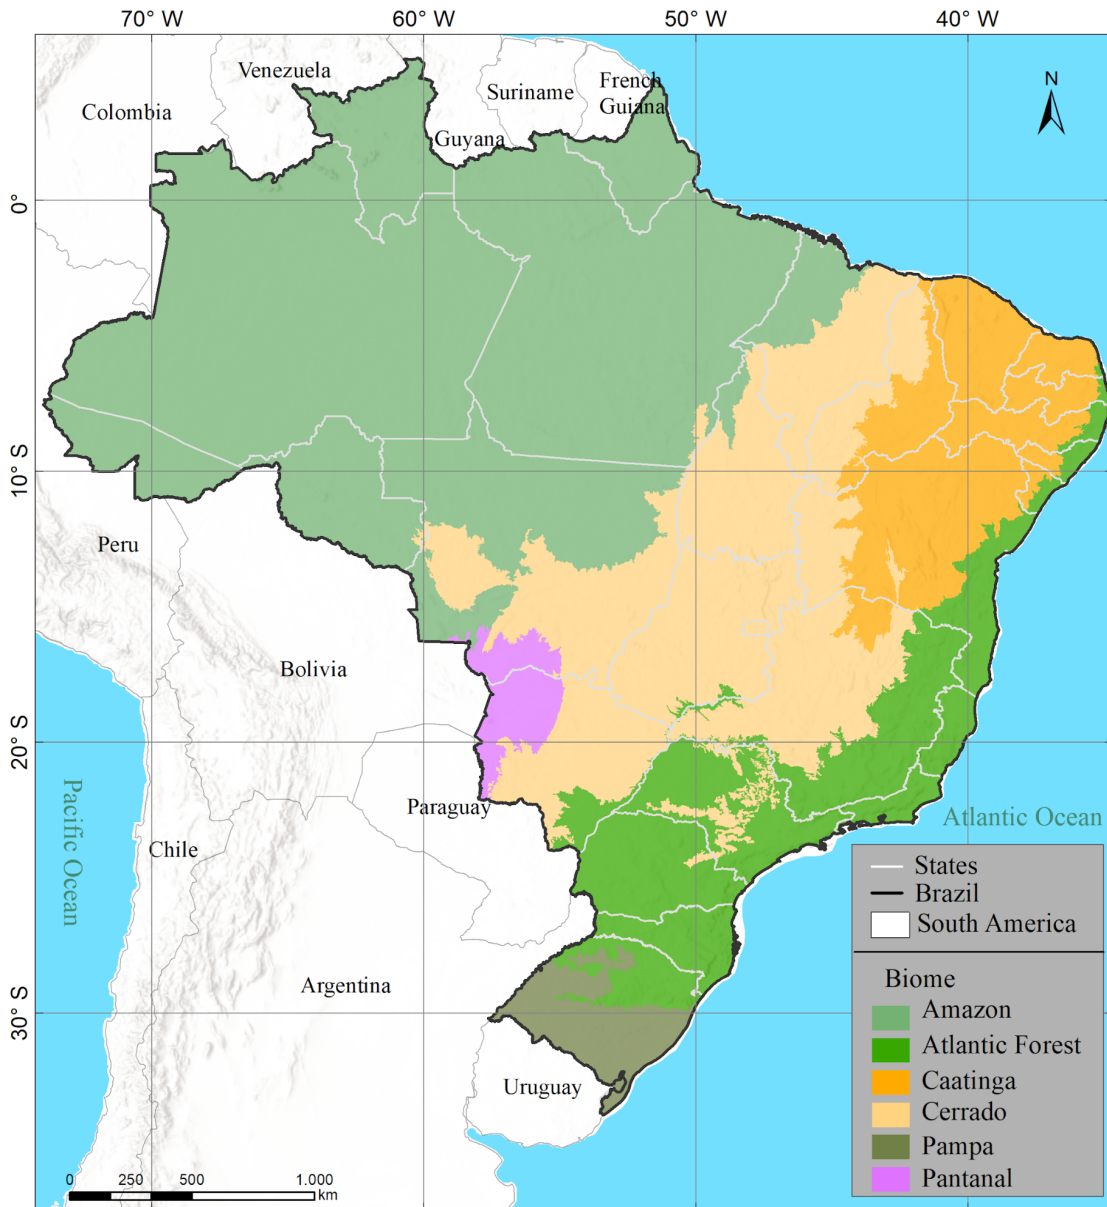 70° W
60° W
50° W
40° W
Venezuela
Colombia
Suriname
French
Guiana
Guyana
N
0°
10° S
Peru
Bolivia
20° S
Pacific Ocean
Paraguay
Chile
Atlantic Ocean
Argentina
30° S
Uruguay
States
Brazil
South America
Biome
Amazon
Atlantic Forest
Caatinga
Cerrado
Pampa
Pantanal
0 250 500 1.000
km